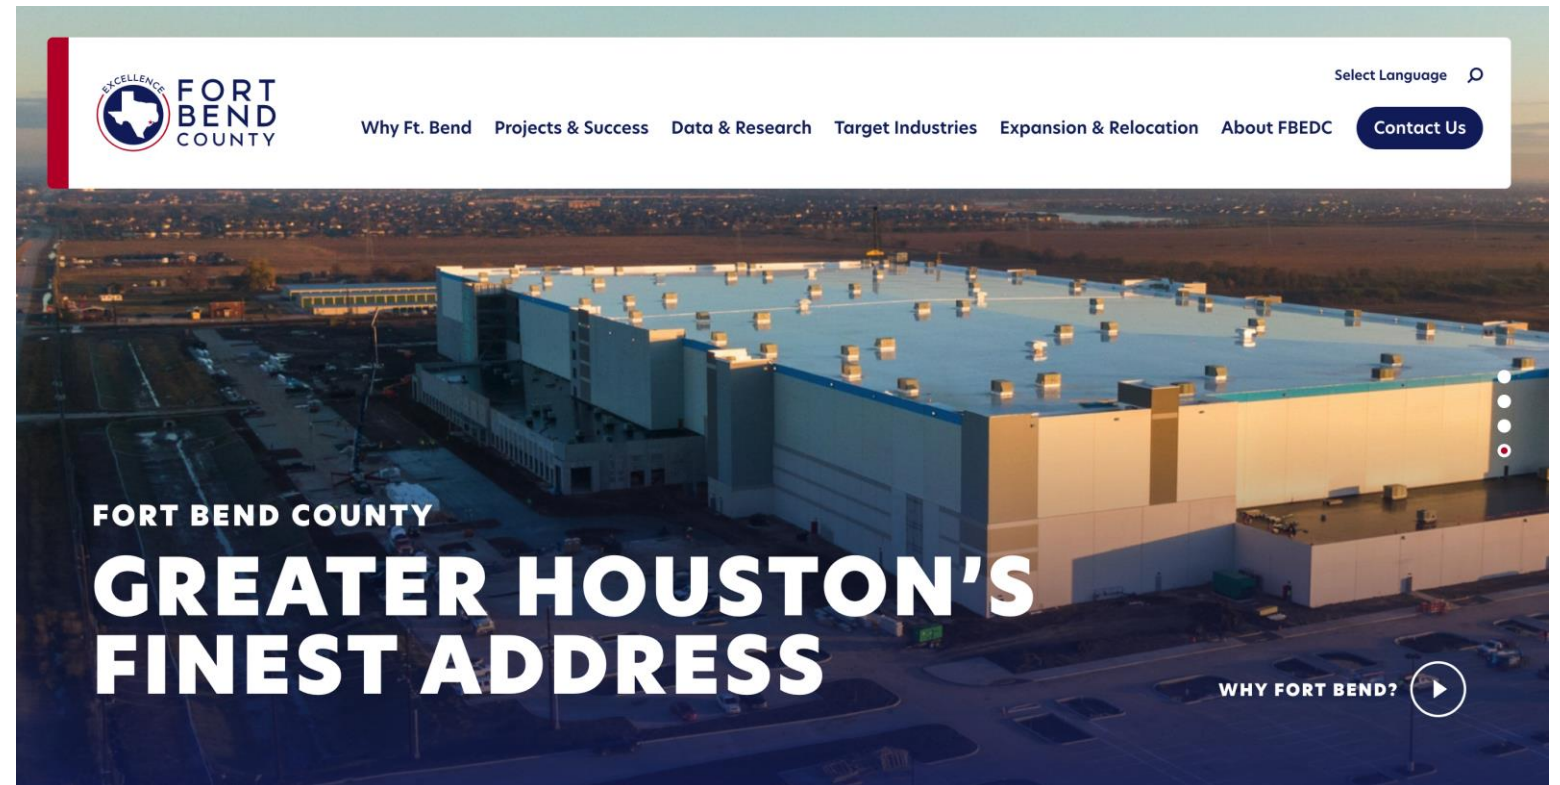 EXCELLENCE
FORT
BEND
COUNTY
Select Language
Why Ft. Bend Projects & Success Data & Research Target Industries Expansion & Relocation About FBEDC Contact Us
FORT BEND COUNTY
GREATER HOUSTON'S
FINEST ADDRESS
WHY FORT BEND?